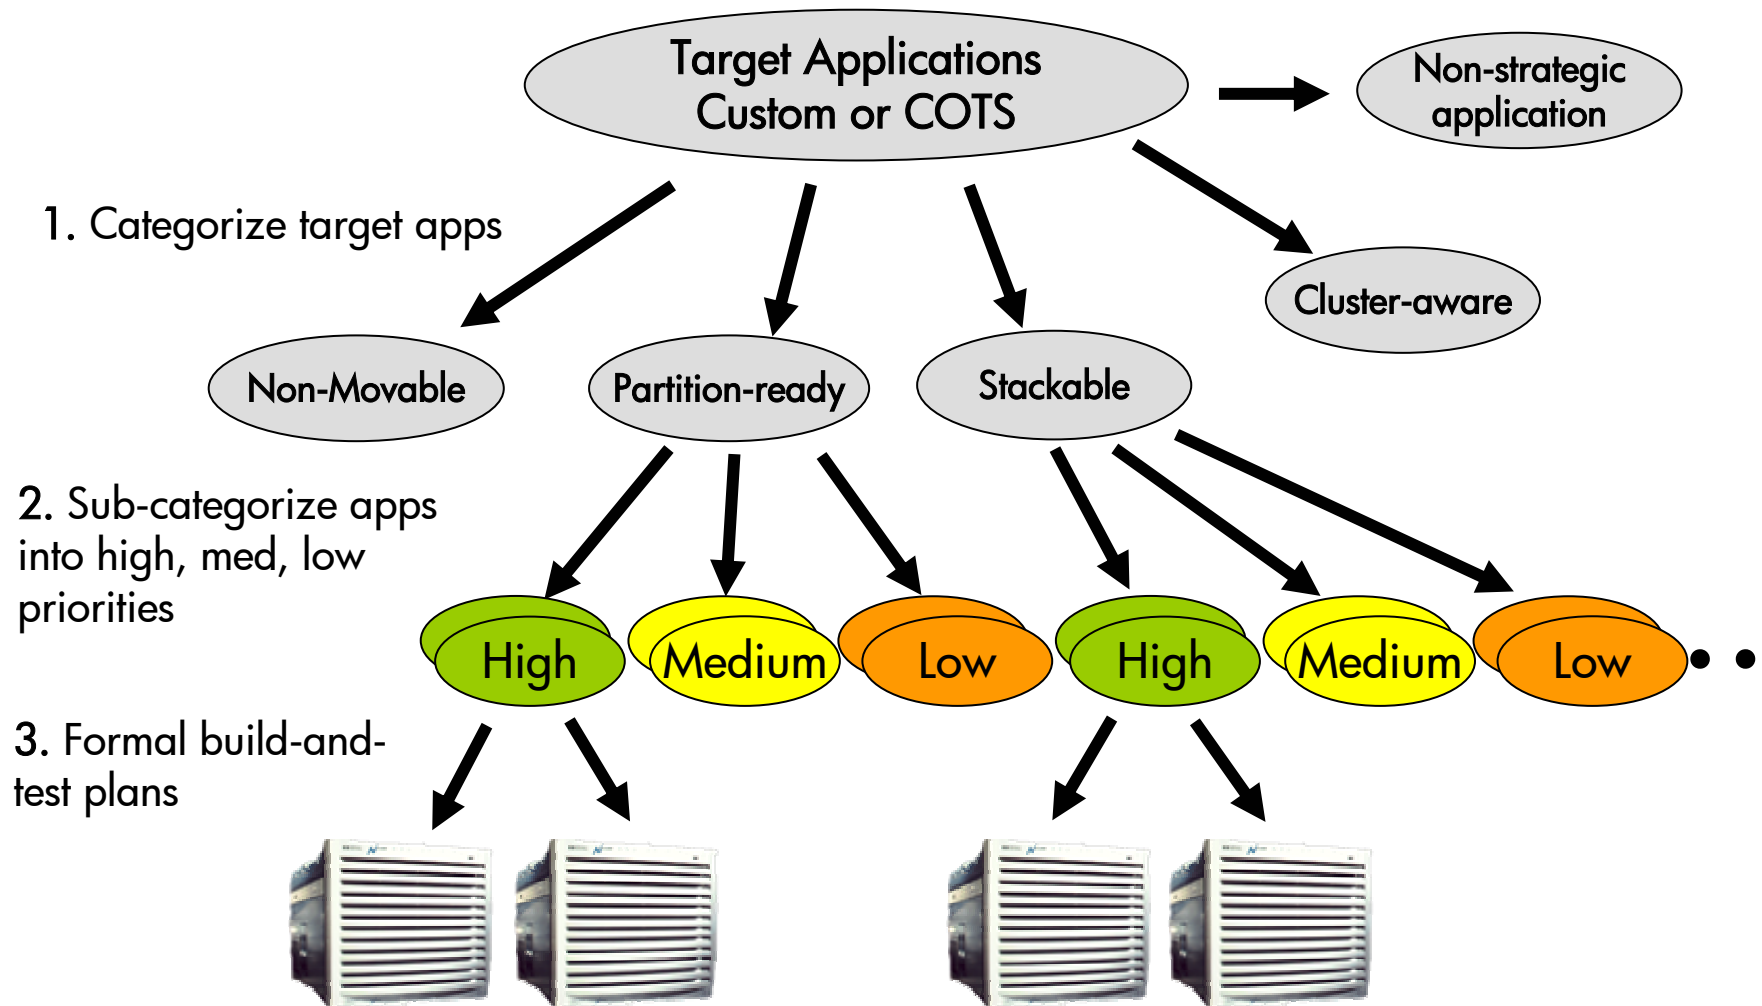 Target Applications
Custom or COTS
Non-strategic
application
1. Categorize target apps
Cluster-aware
Non-Movable
Partition-ready
Stackable
2. Sub-categorize apps
into high, med, low
priorities
High
Medium
Low
High
Medium
Low
3. Formal build-and-
test plans